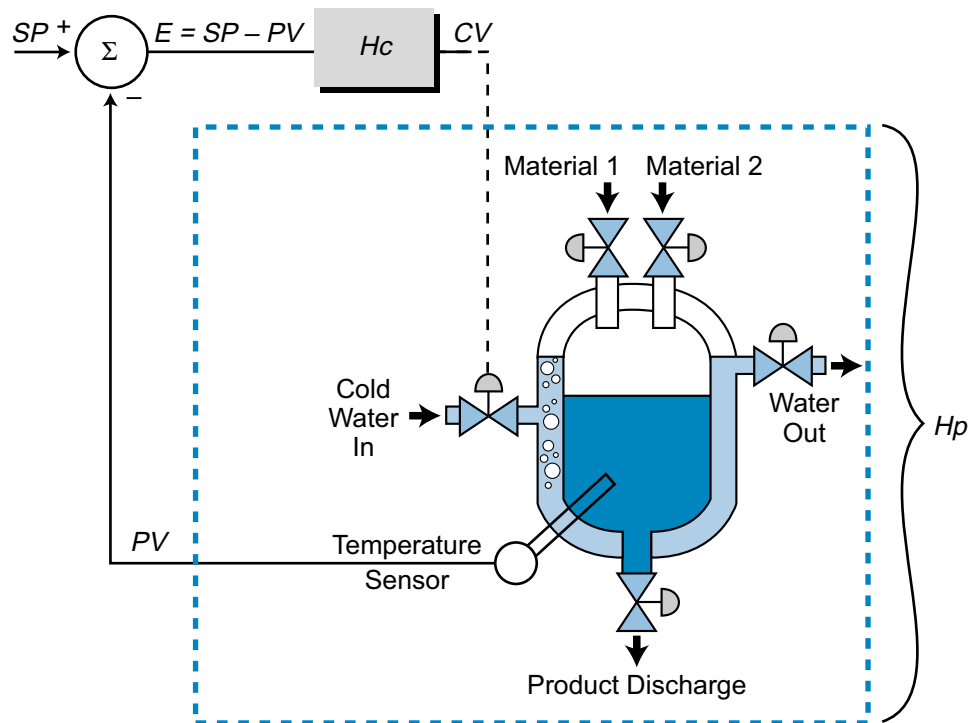 SP + Σ E = SP – PV Hc CV
–
Material 1 Material 2
Cold
Water
In
Water
Out
Hp
PV
Temperature
Sensor
Product Discharge